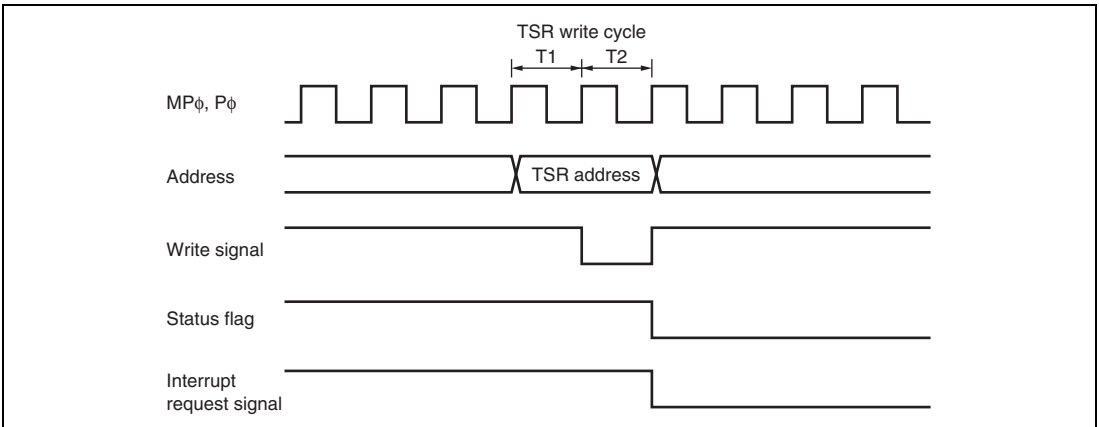 TSR write cycle
T1 T2
MPϕ, Pϕ
Address
TSR address
Write signal
Status flag
Interrupt
request signal